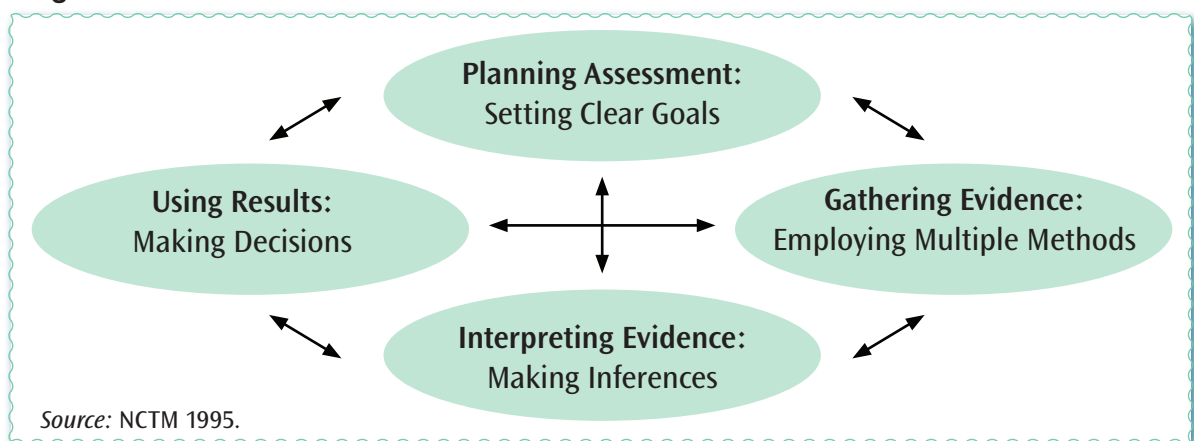 Planning Assessment:
Setting Clear Goals
Using Results:
Making Decisions
Gathering Evidence:
Employing Multiple Methods
Interpreting Evidence:
Making Inferences
Source: NCTM 1995.